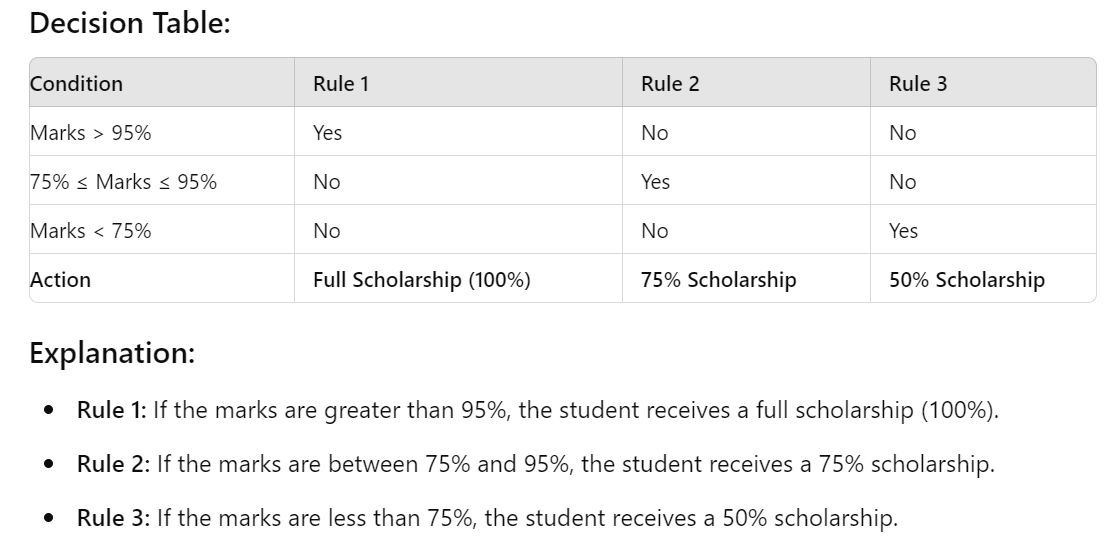 Decision Table:
Condition Rule 1 Rule 2 Rule 3
Marks > 95% Yes No No
75% ≤ Marks ≤ 95% No Yes No
Marks < 75% No No Yes
Action Full Scholarship (100%) 75% Scholarship 50% Scholarship
Explanation:
• Rule 1: If the marks are greater than 95%, the student receives a full scholarship (100%).
• Rule 2: If the marks are between 75% and 95%, the student receives a 75% scholarship.
• Rule 3: If the marks are less than 75%, the student receives a 50% scholarship.